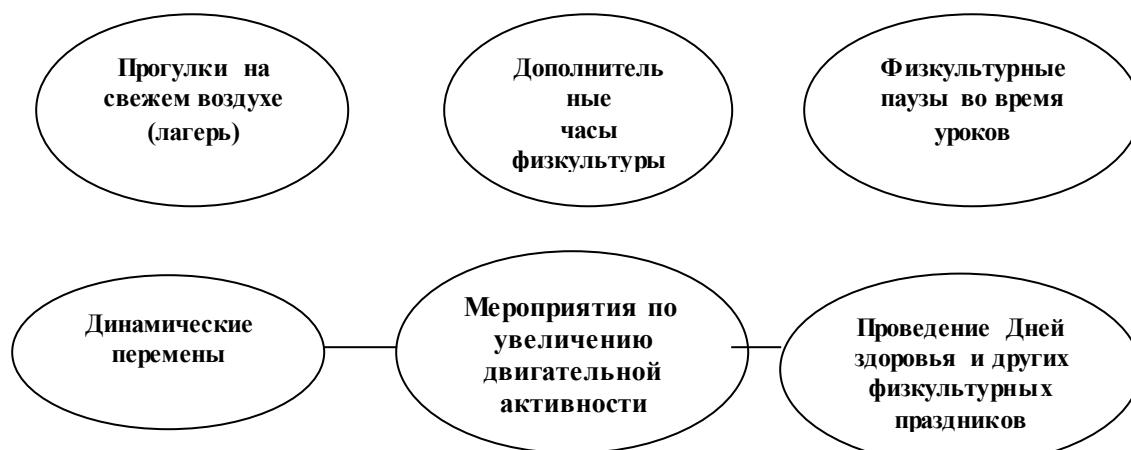 Прогулки на
свежем воздухе
(лагерь)
Дополнитель
ные
часы
физкультуры
Физкультурные
паузы во время
уроков
Динамические
перемены
Мероприятия по
увеличению
двигательной
активности
Проведение Дней
здоровья и других
физкультурных
праздников